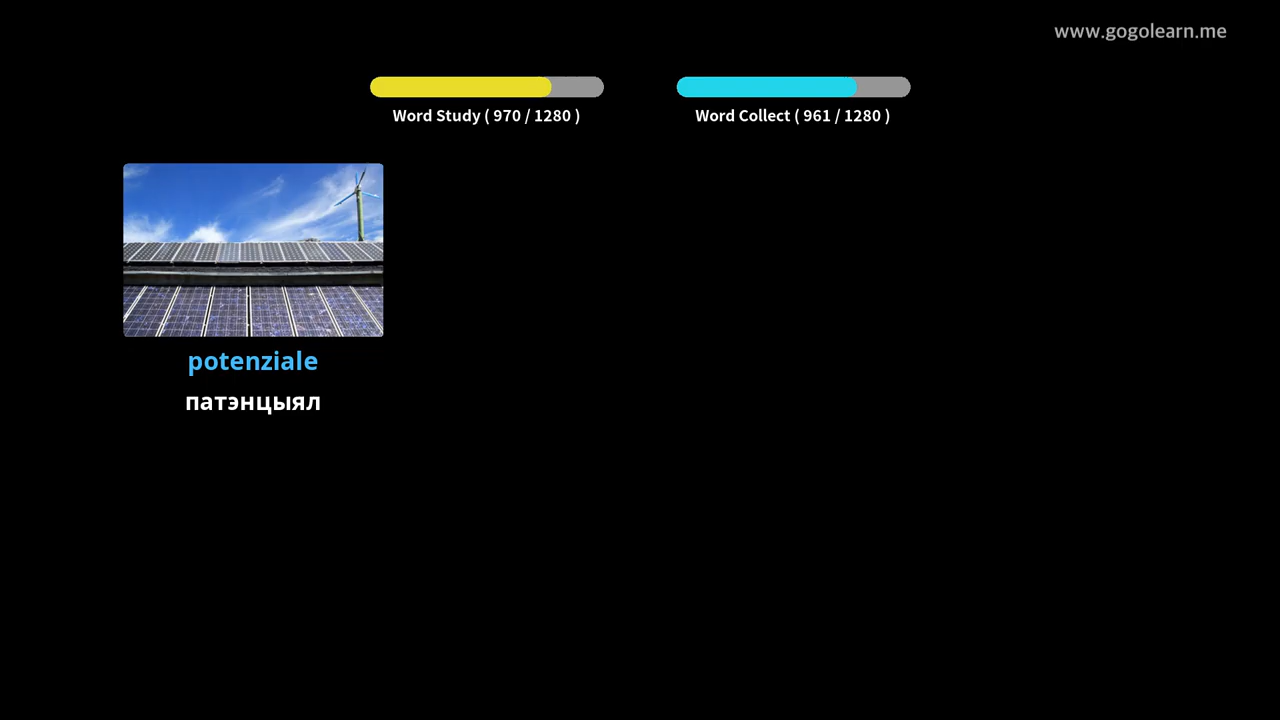 www.gogolearn.me
Word Study ( 970 / 1280 )
Word Collect ( 961 / 1280 )
potenziale
патэнцыял